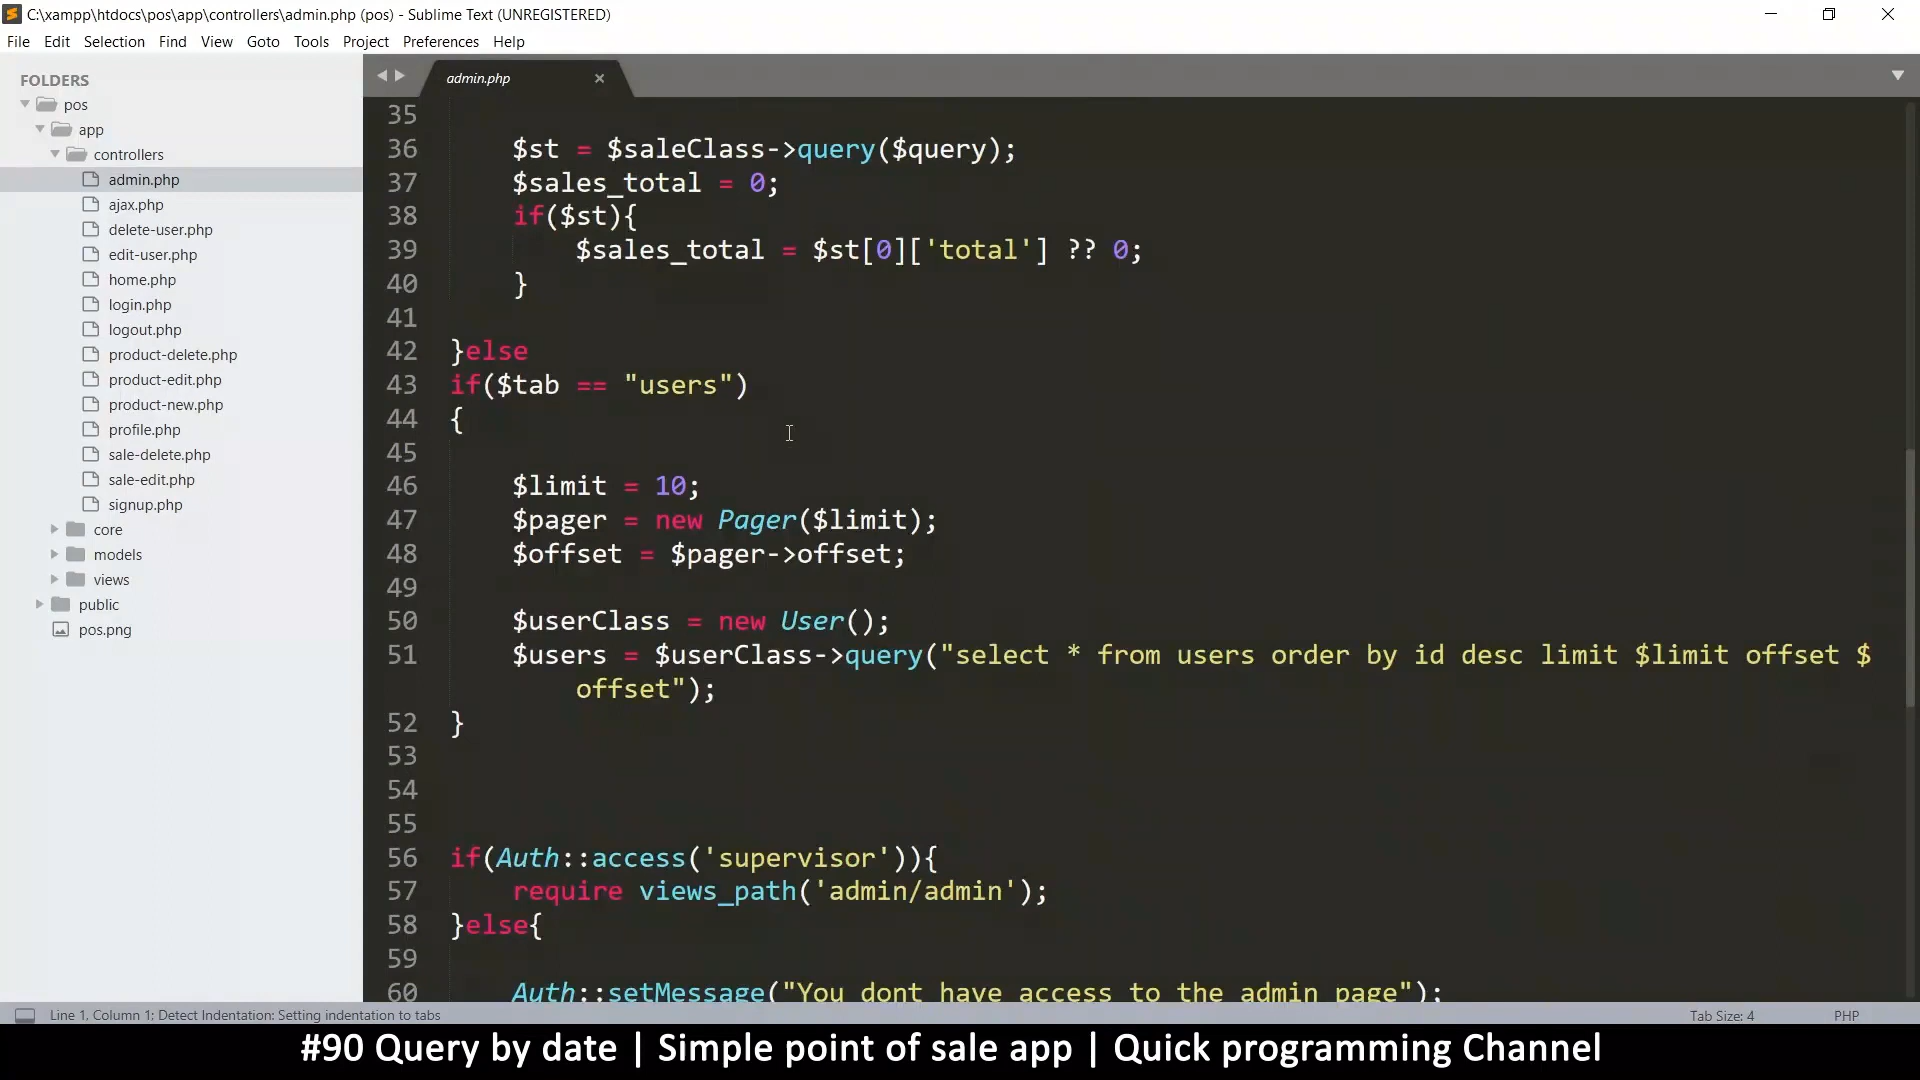 C:\xampp\htdocs\pos\app\controllers\admin.php (pos) - Sublime Text (UNREGISTERED)
File Edit Selection Find View Goto Tools Project Preferences Help
FOLDERS
pos
app
controllers
admin.php
ajax.php
delete-user.php
edit-user.php
home.php
login.php
logout.php
product-delete.php
product-edit.php
product-new.php
profile.php
sale-delete.php
sale-edit.php
signup.php
core
models
views
public
pos.png
admin.php
35
36 $st = $saleClass->query($query);
37 $sales_total = 0;
38 if($st){
39 $sales_total = $st[0]['total'] ?? 0;
40 }
41
42 }else
43 if($tab == "users")
44 {
45
46 $limit = 10;
47 $pager = new Pager($limit);
48 $offset = $pager->offset;
49
50 $userClass = new User();
51 $users = $userClass->query("select * from users order by id desc limit $limit offset $
offset");
52 }
53
54
55
56 if(Auth::access('supervisor')){
57 require views_path('admin/admin');
58 }else{
59
60 Auth::setMessage("You dont have access to the admin page");
Line 1, Column 1; Detect Indentation: Setting indentation to tabs
Tab Size: 4
PHP
#90 Query by date | Simple point of sale app | Quick programming Channel